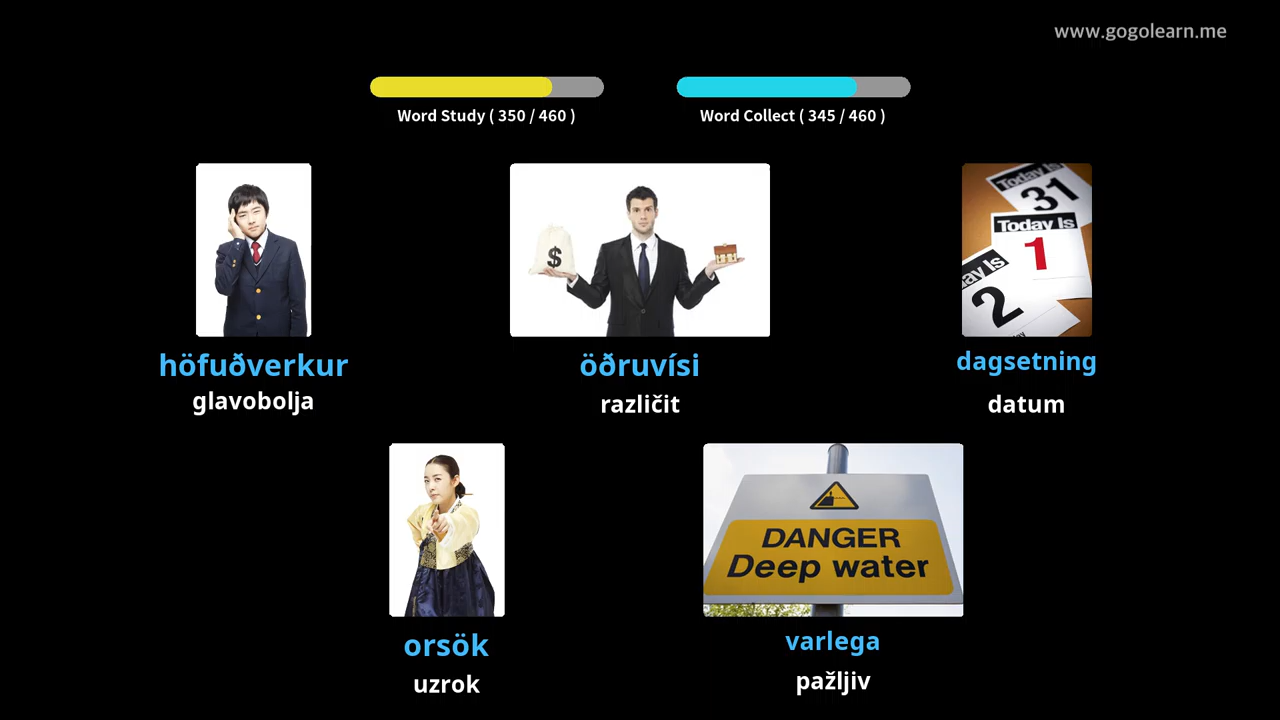 www.gogolearn.me
Word Study ( 350 / 460 )
Word Collect ( 345 / 460 )
Today Is
31
Today Is
1
ay Is
2
höfuðverkur
glavobolja
$
öðruvísi
različit
dagsetning
datum
orsök
uzrok
DANGER
Deep water
varlega
pažljiv